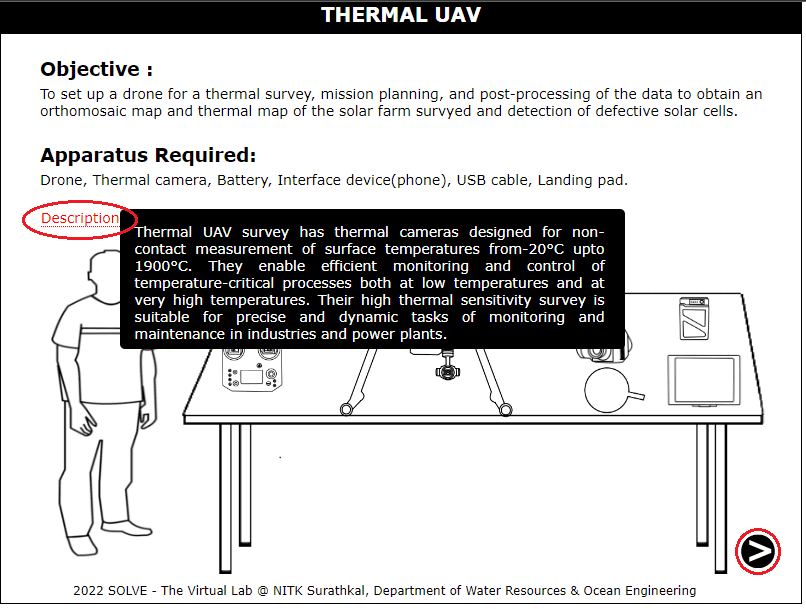 THERMAL UAV
Objective :
To set up a drone for a thermal survey, mission planning, and post-processing of the data to obtain an
orthomosaic map and thermal map of the solar farm survyed and detection of defective solar cells.
Apparatus Required:
Drone, Thermal camera, Battery, Interface device(phone), USB cable, Landing pad.
Description
Thermal UAV survey has thermal cameras designed for non-
contact measurement of surface temperatures from-20°C upto
1900°C. They enable efficient monitoring and control of
temperature-critical processes both at low temperatures and at
very high temperatures. Their high thermal sensitivity survey is
suitable for precise and dynamic tasks of monitoring and
maintenance in industries and power plants.
2022 SOLVE - The Virtual Lab @ NITK Surathkal, Department of Water Resources & Ocean Engineering